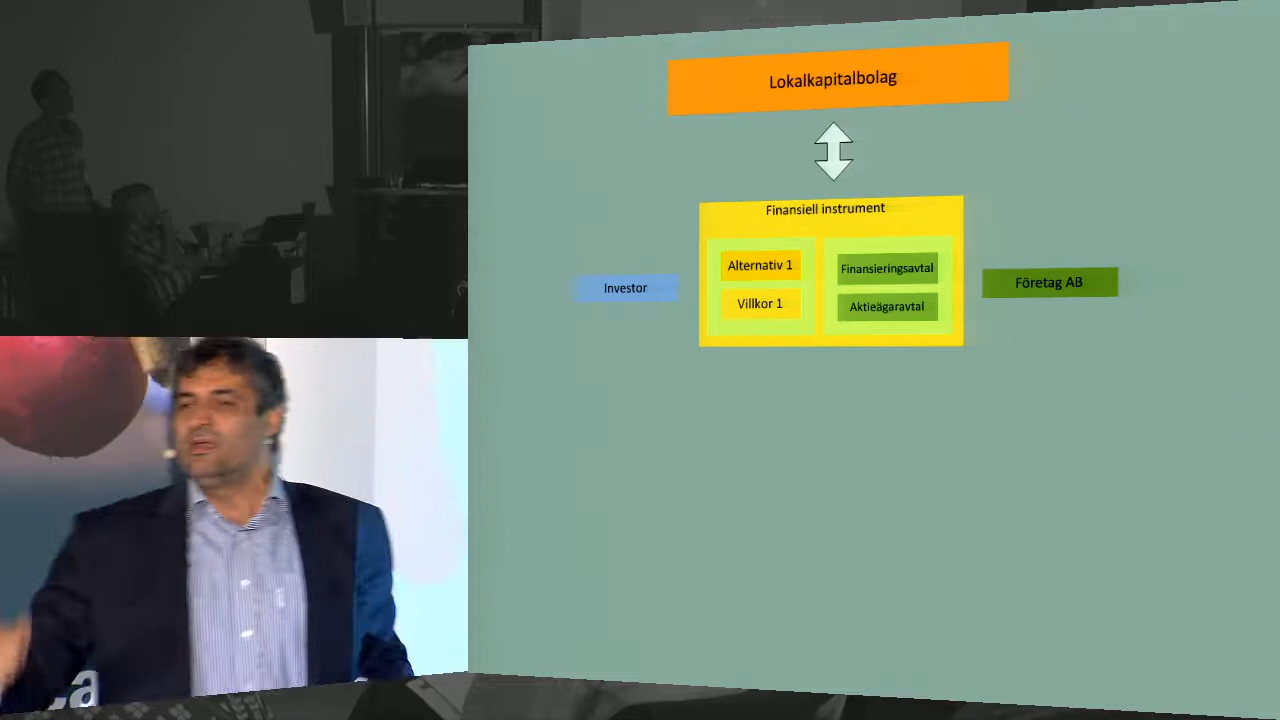 Lokalkapitalbolag
Finansiell instrument
Alternativ 1
Villkor 1
Finansieringsavtal
Aktieägaravtal
Investor
Företag AB